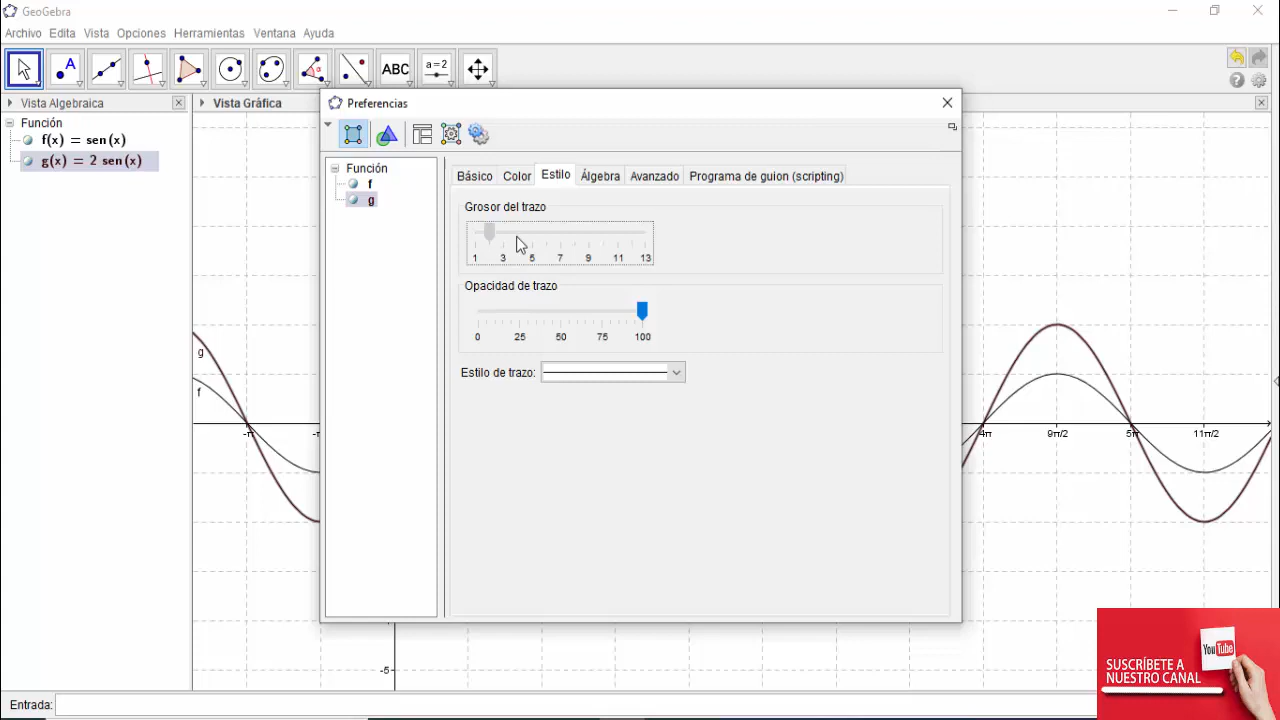 GeoGebra
Archivo Edita Vista Opciones Herramientas Ventana Ayuda
A
ABC
a=2
Vista Algebraica
Vista Gráfica
Función
f(x) = sen(x)
g(x) = 2 sen(x)
Preferencias
Función
f
g
Básico Color Estilo Álgebra Avanzado Programa de guion (scripting)
Grosor del trazo
1 3 5 7 9 11 13
Opacidad de trazo
0 25 50 75 100
Estilo de trazo:
g
f
-π
4π 9π/2 5π 11π/2
-5
YouTube
SUSCRÍBETE A
NUESTRO CANAL
Entrada: